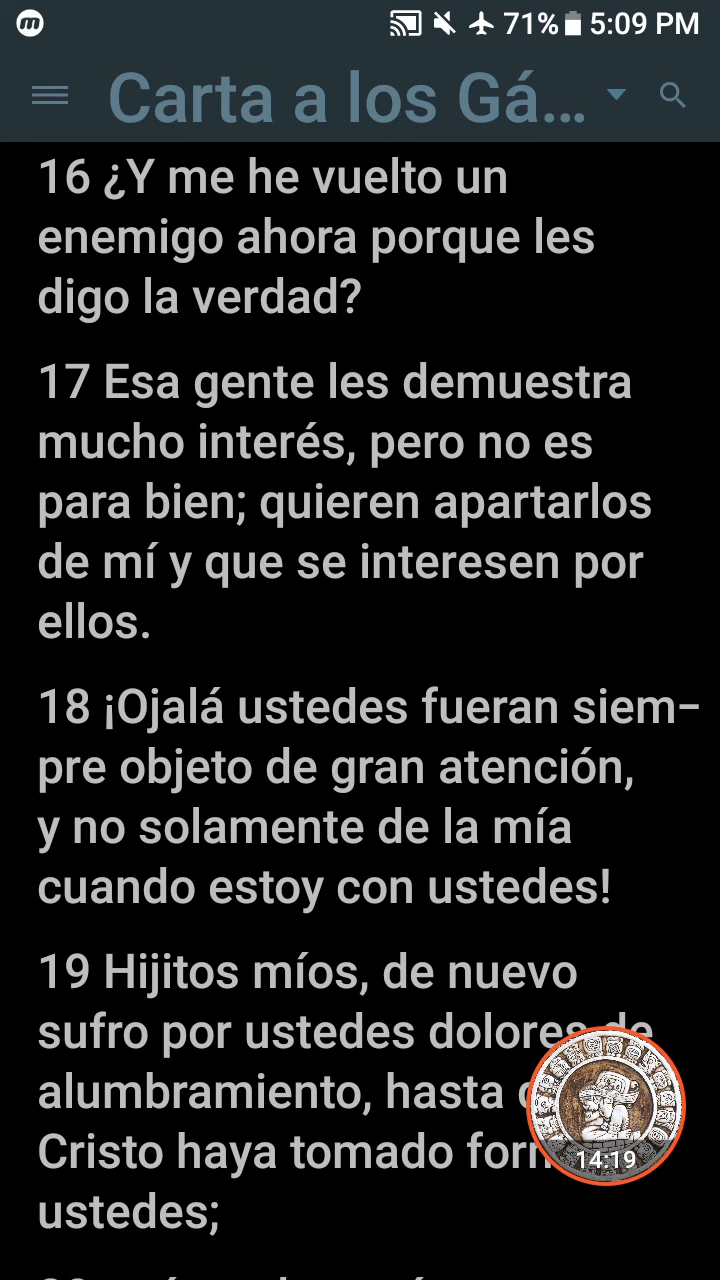 71% 5:09 PM
Carta a los Gá...
16 ¿Y me he vuelto un
enemigo ahora porque les
digo la verdad?
17 Esa gente les demuestra
mucho interés, pero no es
para bien; quieren apartarlos
de mí y que se interesen por
ellos.
18 ¡Ojalá ustedes fueran siem-
pre objeto de gran atención,
y no solamente de la mía
cuando estoy con ustedes!
19 Hijitos míos, de nuevo
sufro por ustedes dolores de
alumbramiento, hasta
Cristo haya tomado
14:19
ustedes;